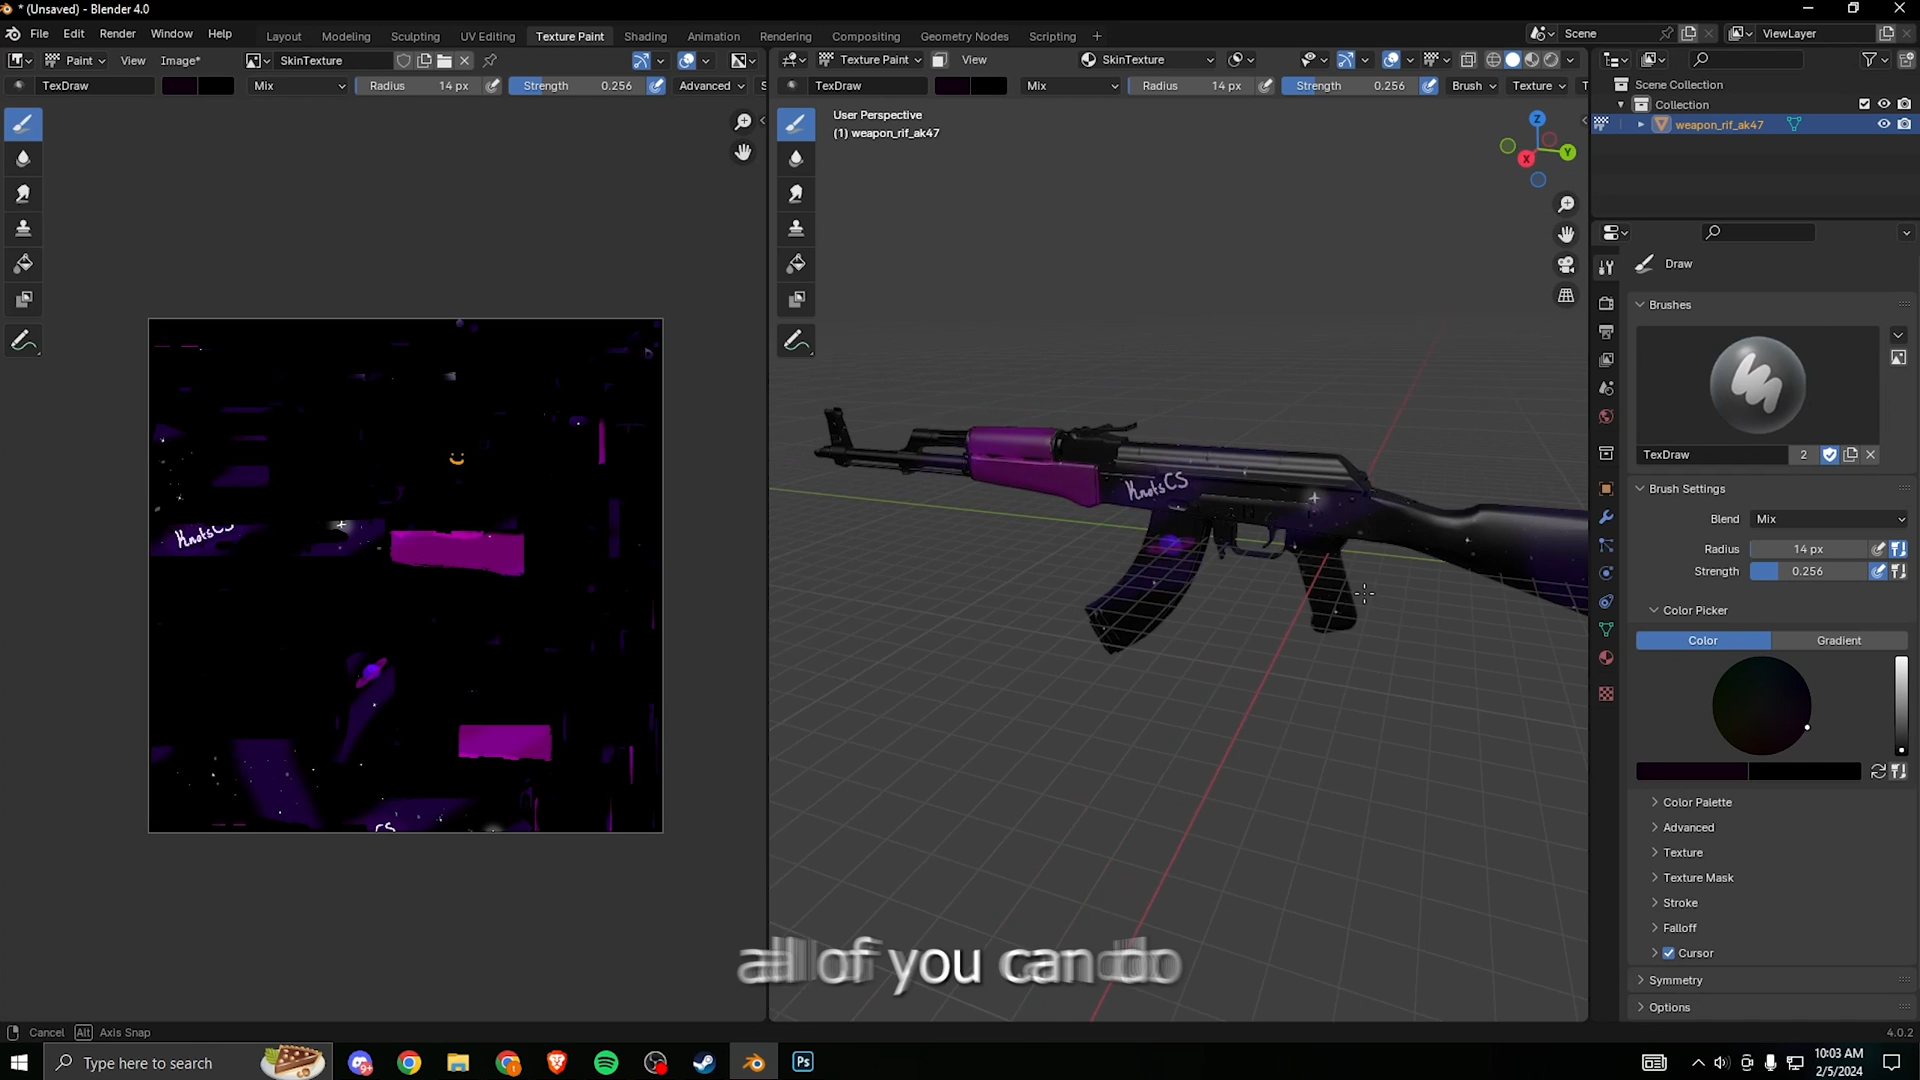 * (Unsaved) - Blender 4.0
File Edit Render Window Help
Layout Modeling Sculpting UV Editing Texture Paint Shading Animation Rendering Compositing Geometry Nodes Scripting +
Scene
ViewLayer
Paint View Image* SkinTexture
Texture Paint View SkinTexture
TexDraw Mix Radius 14 px Strength 0.256 Advanced
TexDraw Mix Radius 14 px Strength 0.256 Brush Texture
Scene Collection
Collection
weapon_rif_ak47
User Perspective
(1) weapon_rif_ak47
Z
Y
X
Draw
Brushes
TexDraw 2
Brush Settings
Blend Mix
Radius 14 px
Strength 0.256
Color Picker
Color Gradient
Color Palette
Advanced
Texture
Texture Mask
Stroke
Falloff
Cursor
Symmetry
Options
KnotsCS
KnotsCS
CS
all of you can do
Cancel Alt Axis Snap
4.0.2
Type here to search
Ps
10:03 AM
2/5/2024